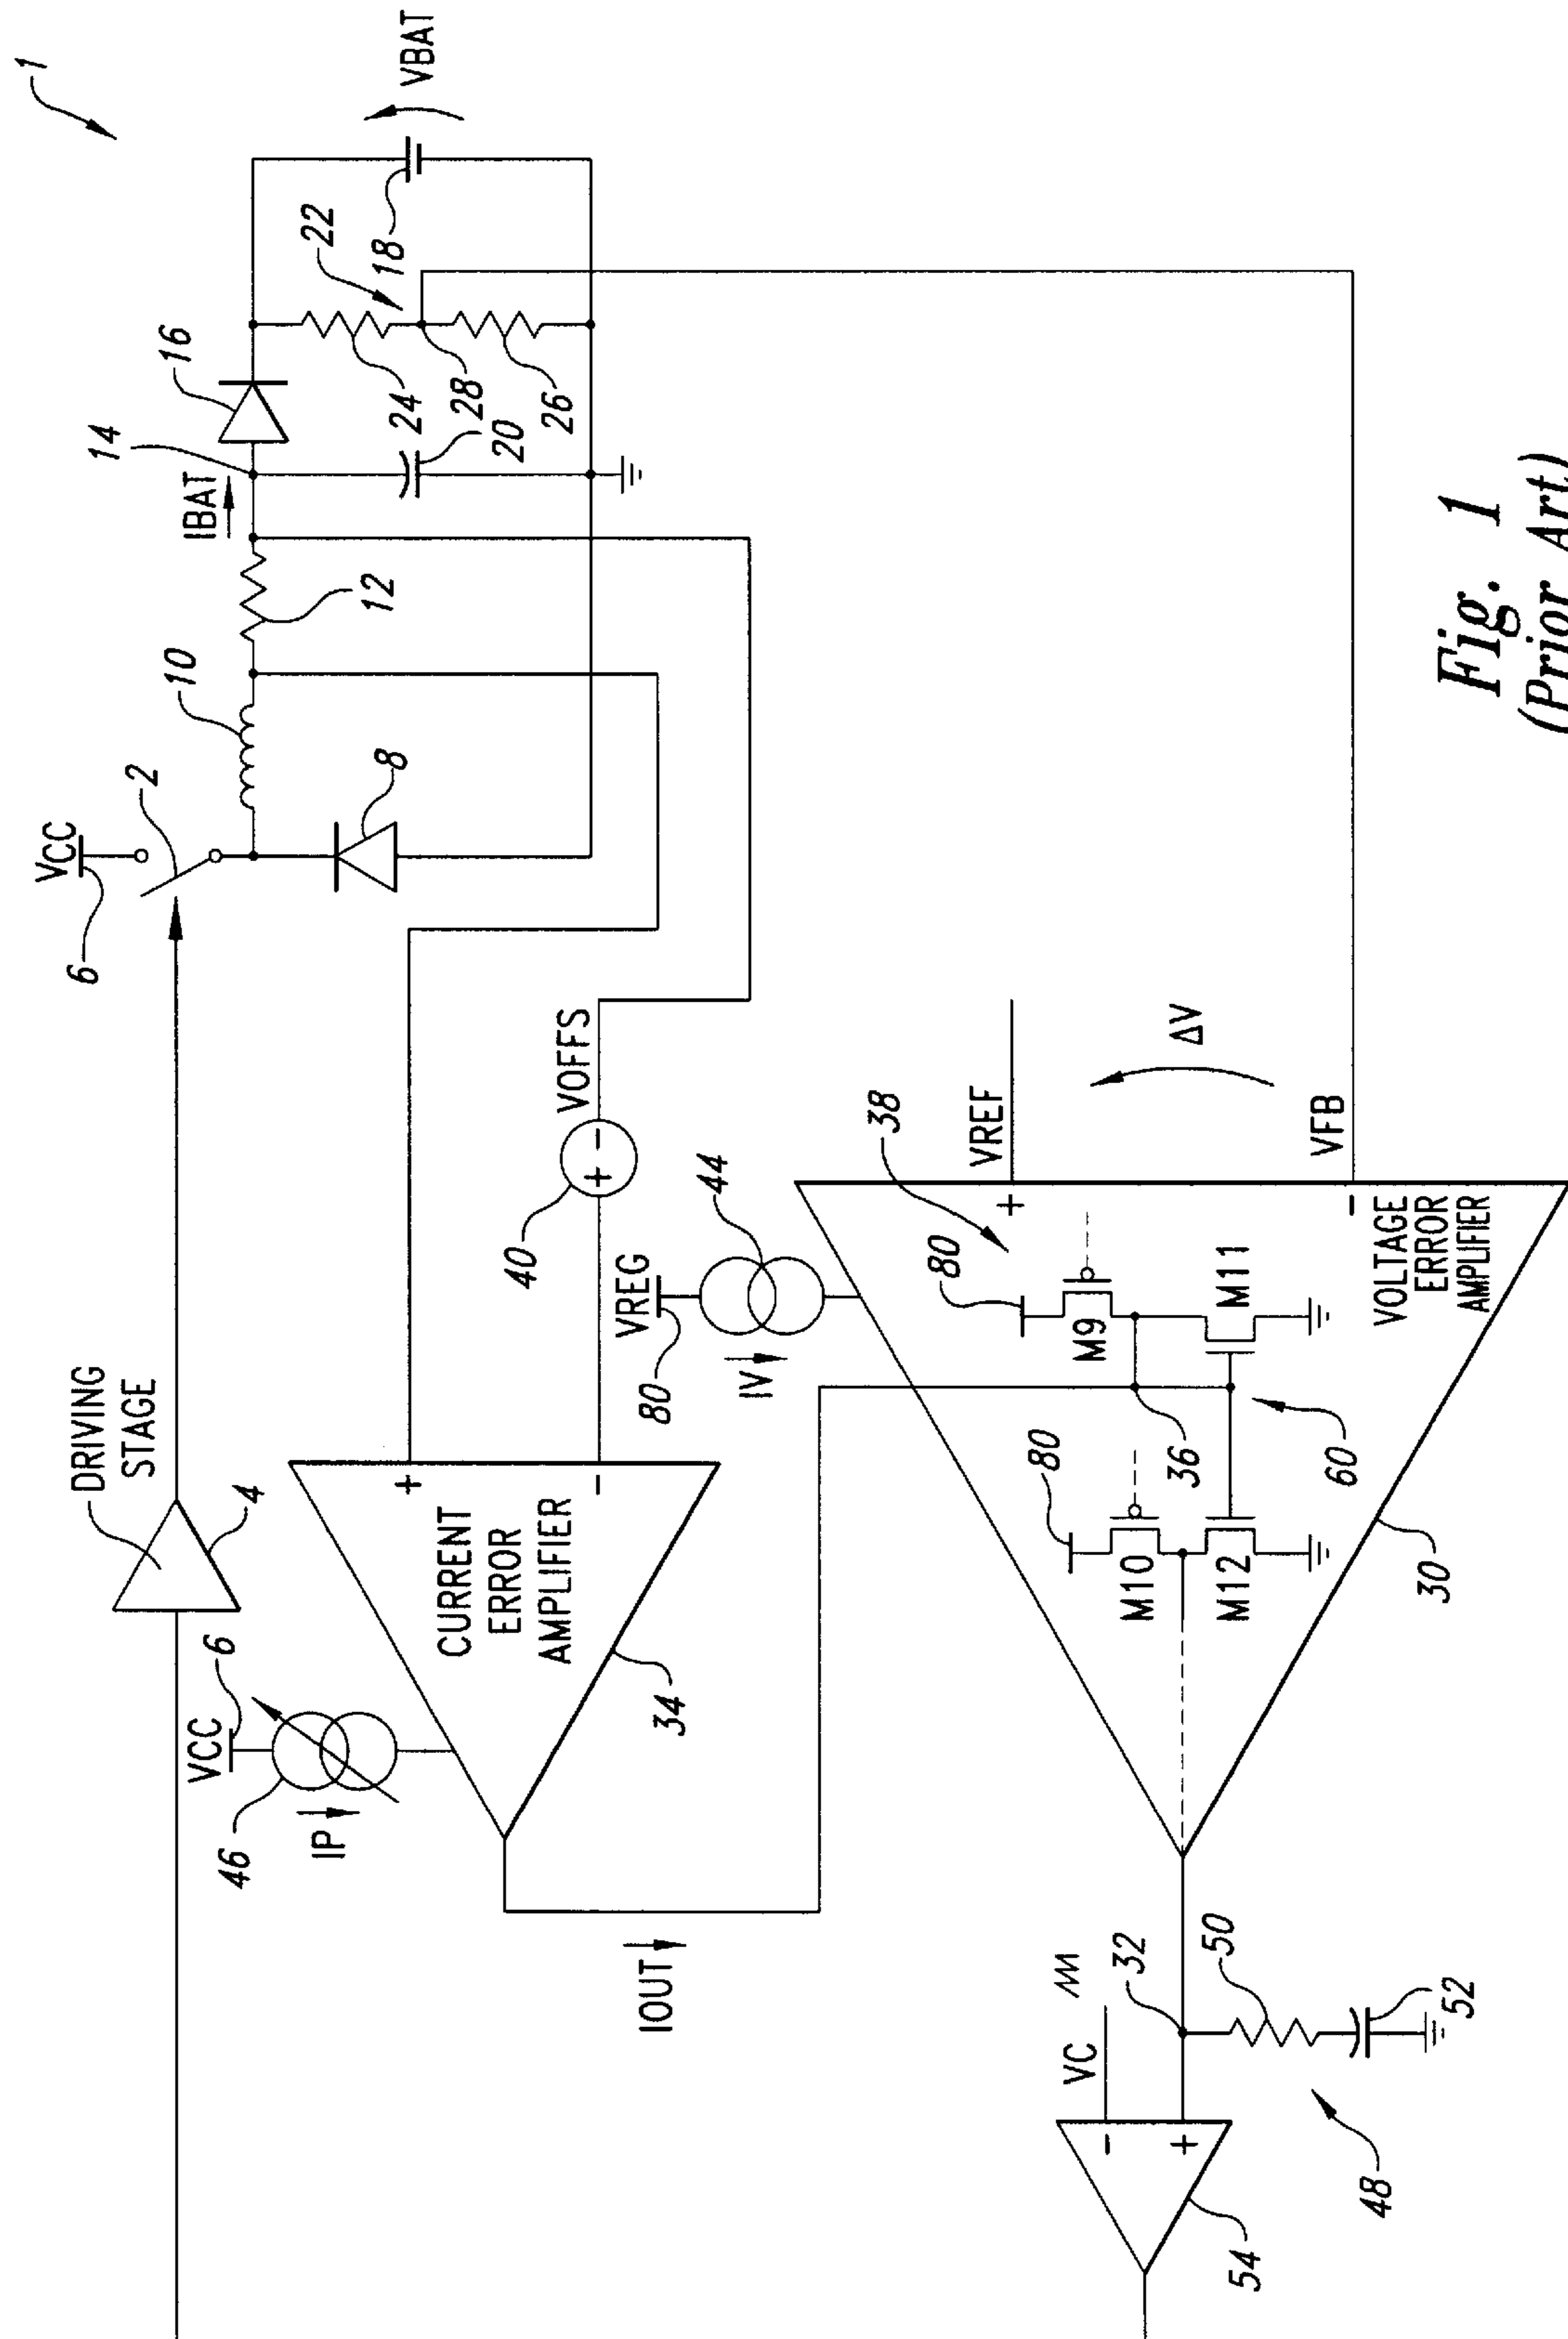 1
VCC
6
2
10
IBAT
14
16
22
VBAT
8
12
24
28
20
26
18
DRIVING
STAGE
4
VCC
6
46
IP
CURRENT
ERROR
AMPLIFIER
+
-
34
IOUT
40
+ -
VOFFS
VREG
80
IV
44
38
VREF
+
ΔV
VFB
-
80
M9
M11
80
M10
M12
36
60
VOLTAGE
ERROR
AMPLIFIER
30
VC
32
50
52
48
-
+
54
Fig. 1
(Prior Art)